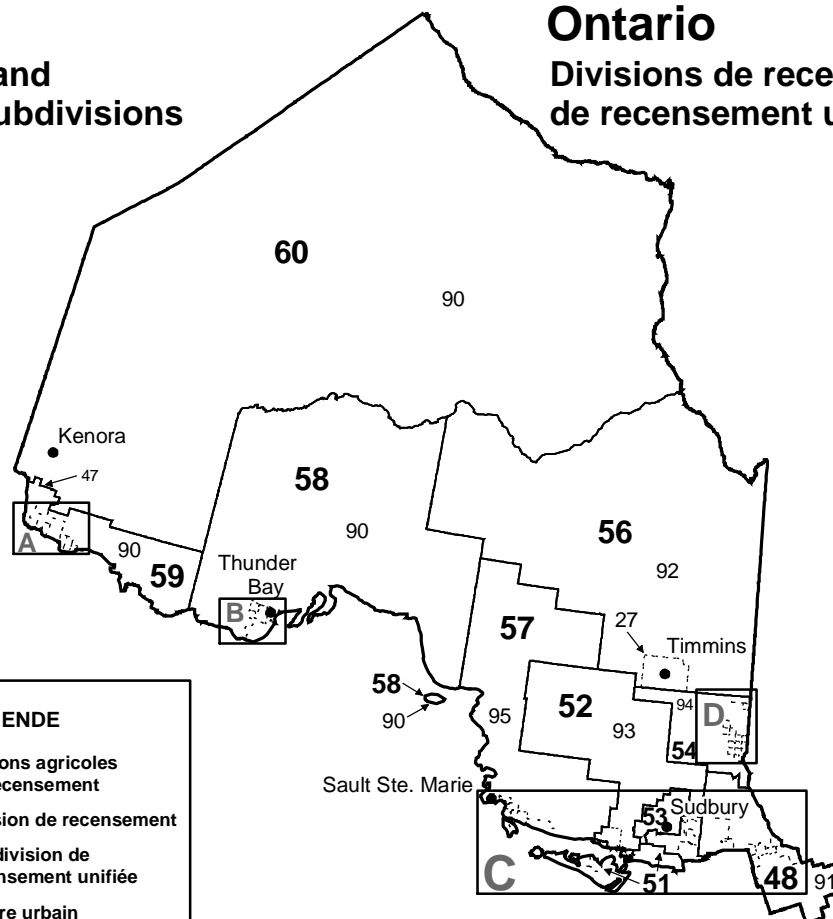 Ontario
and
ubdivisions
Divisions de rece
de recensement u
60
90
Kenora
47
A
58
90
90
59
Thunder
Bay
B
56
92
27
Timmins
57
58
90
95
52
93
94
54
D
Sault Ste. Marie
53
Sudbury
C
51
48
91
ENDE
ons agricoles
ecensement
sion de recensement
division de
nsement unifiée
re urbain